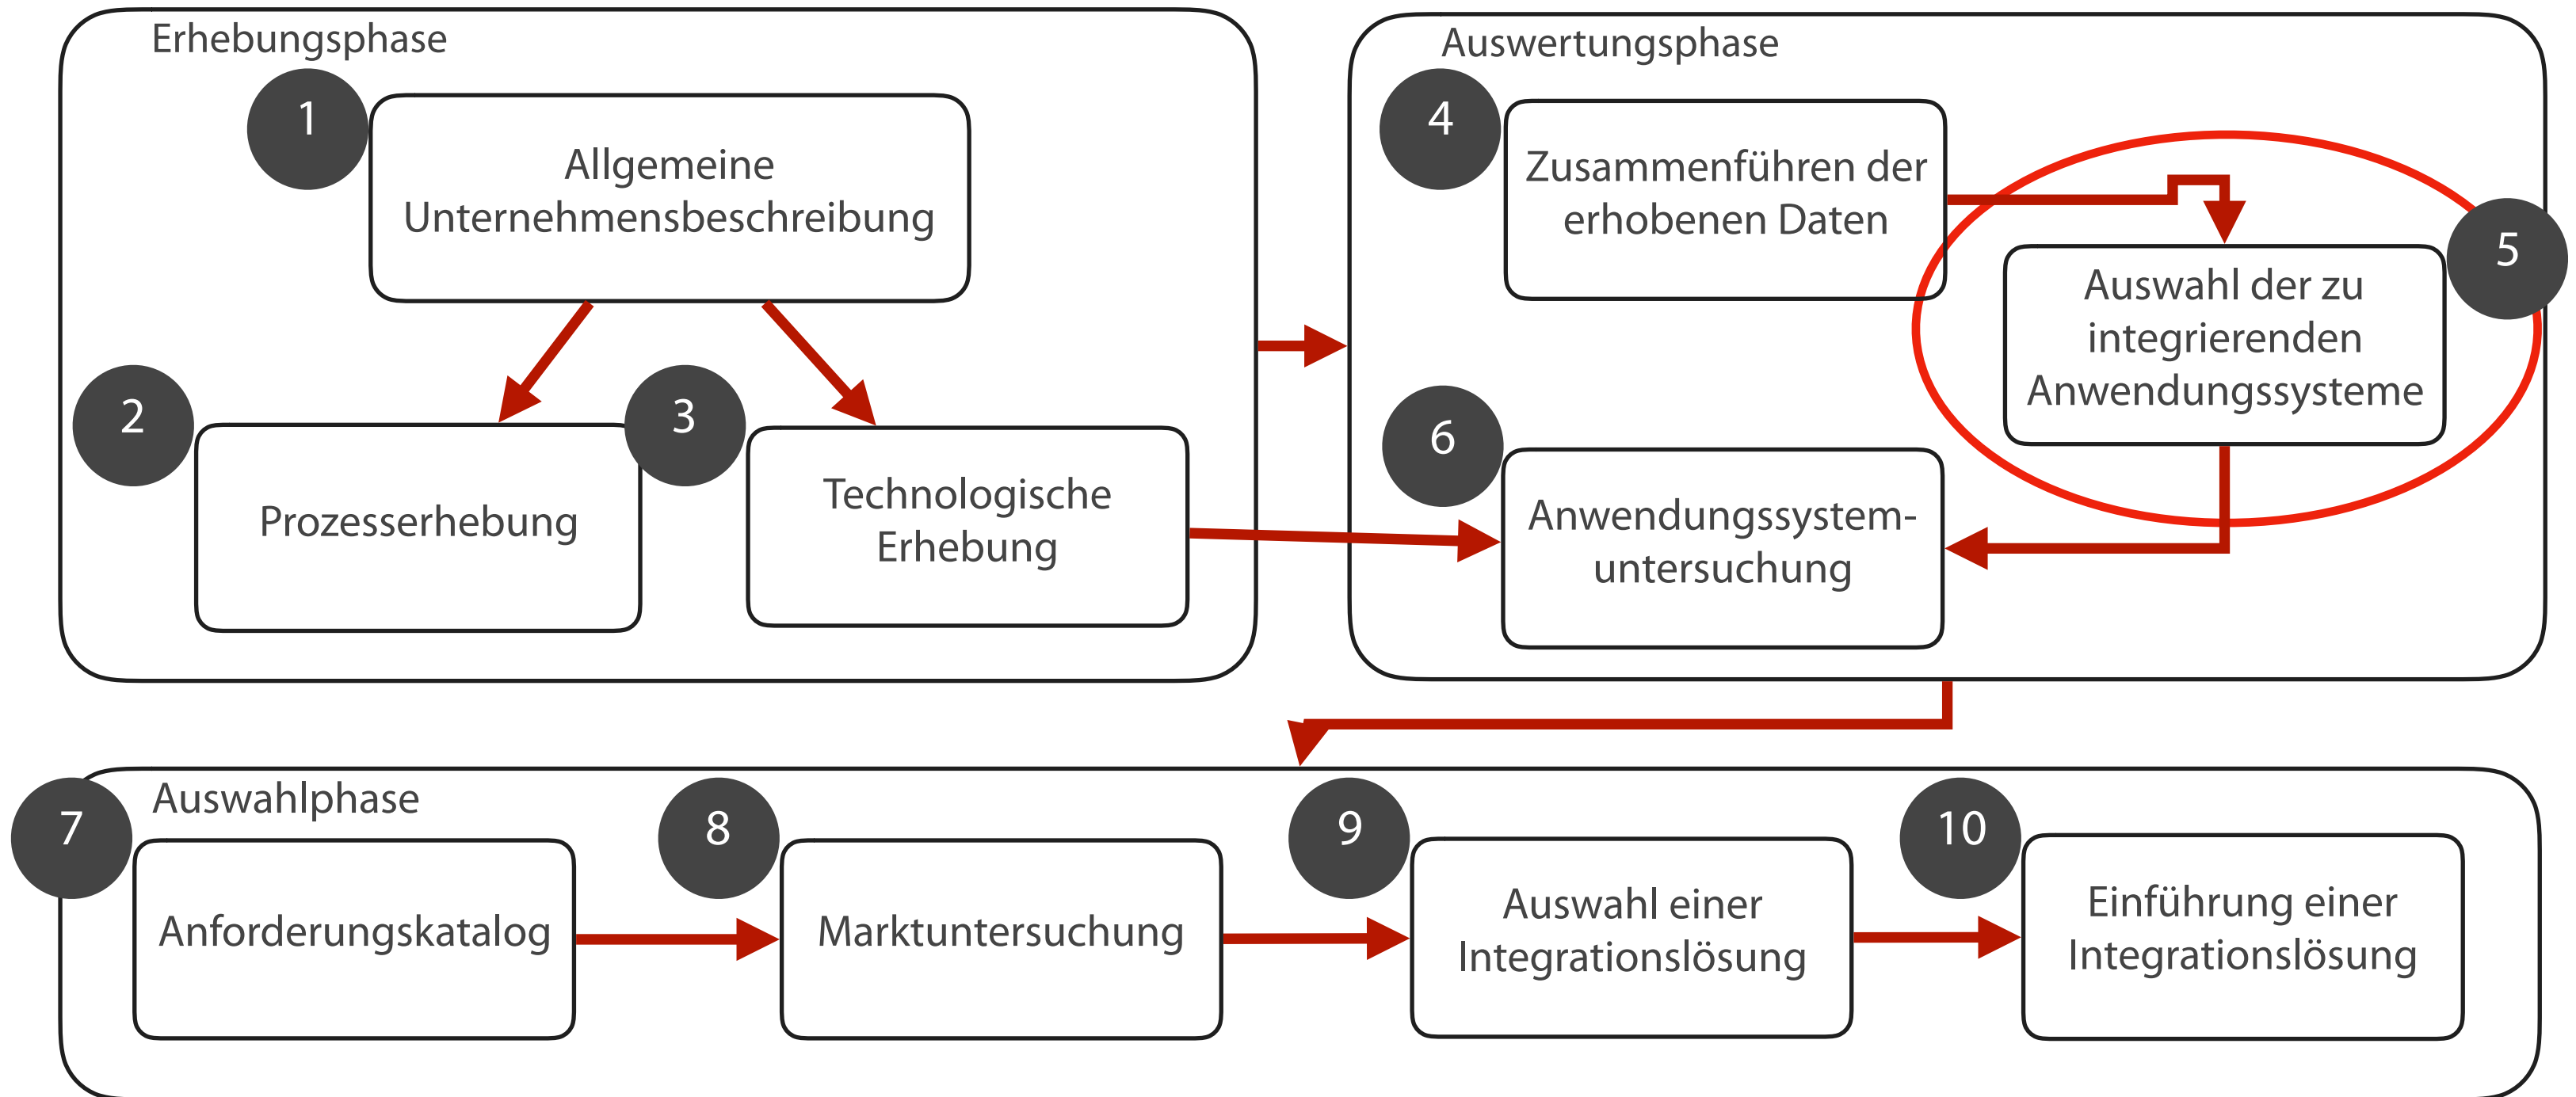 Erhebungsphase
1
Allgemeine
Unternehmensbeschreibung
2
Prozesserhebung
3
Technologische
Erhebung
Auswertungsphase
4
Zusammenführen der
erhobenen Daten
5
Auswahl der zu
integrierenden
Anwendungssysteme
6
Anwendungssystem-
untersuchung
Auswahlphase
7
Anforderungskatalog
8
Marktuntersuchung
9
Auswahl einer
Integrationslösung
10
Einführung einer
Integrationslösung